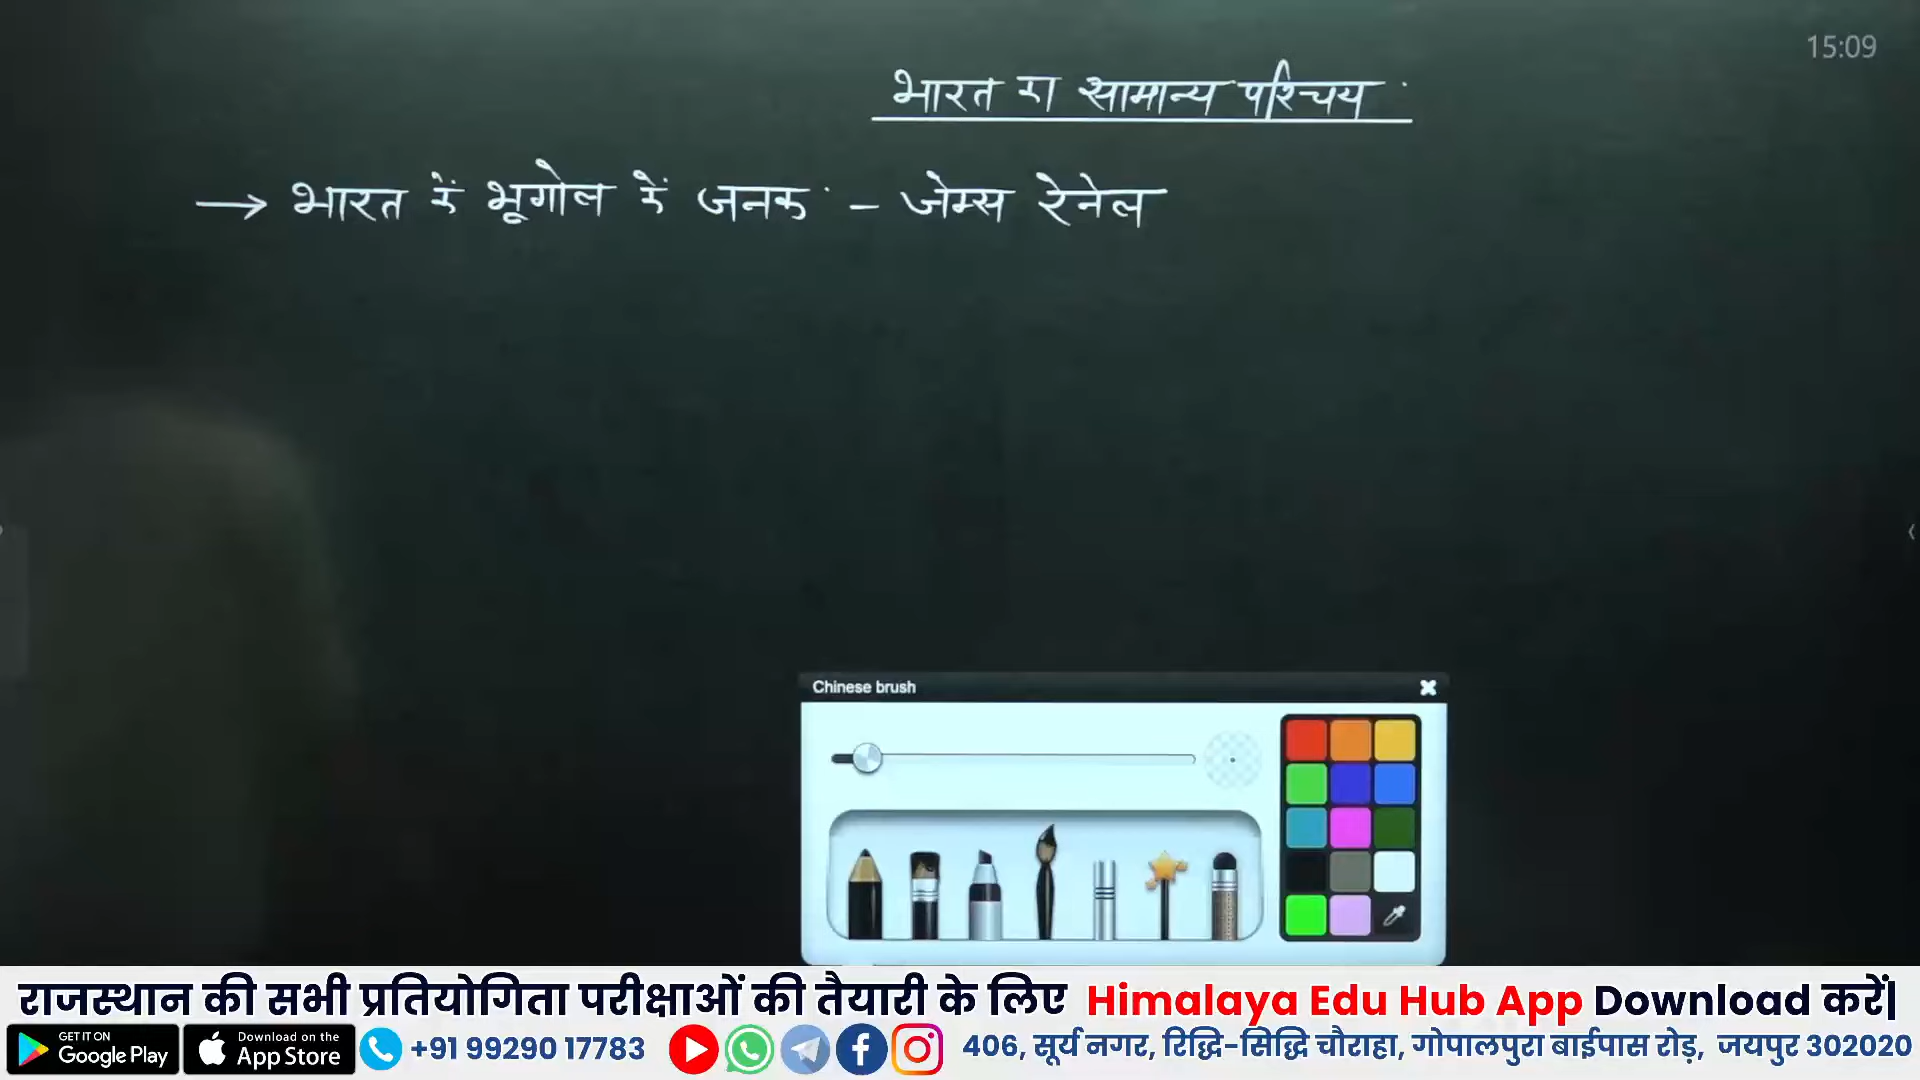 15:09
भारत का सामान्य परिचय
→ भारत में भूगोल के जनक - जेम्स रेनेल
Chinese brush
राजस्थान की सभी प्रतियोगिता परीक्षाओं की तैयारी के लिए Himalaya Edu Hub App Download करें|
GET IT ON Google Play Download on the App Store +91 99290 17783 406, सूर्य नगर, रिद्धि-सिद्धि चौराहा, गोपालपुरा बाईपास रोड़, जयपुर 302020